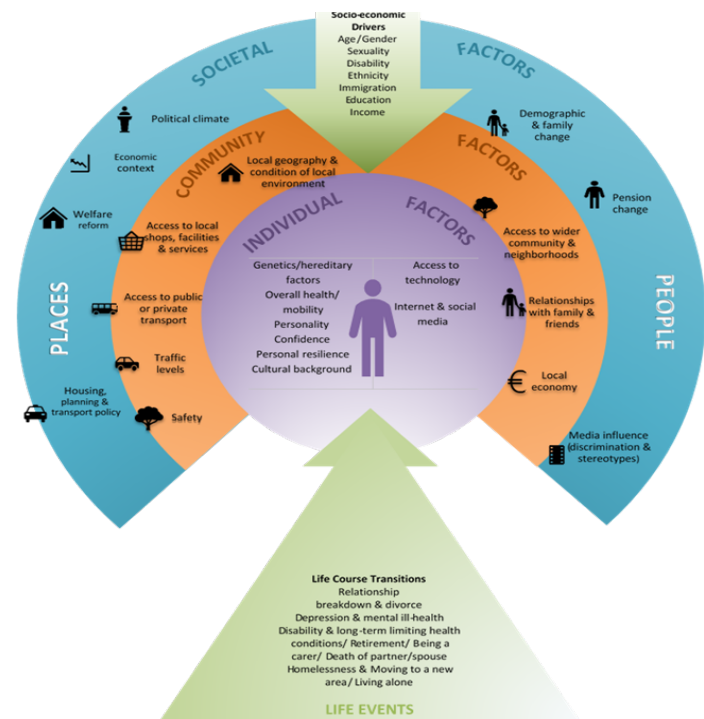 Socio-economic
Drivers
Age/Gender
Sexuality
Disability
Ethnicity
Immigration
Education
Income
SOCIETAL
FACTORS
Political climate
Economic
context
Welfare
reform
Housing,
planning &
transport policy
PLACES
Demographic
& family
change
Pension
change
Media influence
(discrimination &
stereotypes)
PEOPLE
COMMUNITY
FACTORS
Local geography &
condition of local
environment
Access to local
shops, facilities
& services
Access to public
or private
transport
Traffic
levels
Safety
Access to wider
community &
neighborhoods
Relationships
with family &
friends
Local
economy
INDIVIDUAL
FACTORS
Genetics/hereditary
factors
Overall health/
mobility
Personality
Confidence
Personal resilience
Cultural background
Access to
technology
Internet & social
media
Life Course Transitions
Relationship
breakdown & divorce
Depression & mental ill-health
Disability & long-term limiting health
conditions/ Retirement/ Being a
carer/ Death of partner/spouse
Homelessness & Moving to a new
area/ Living alone
LIFE EVENTS